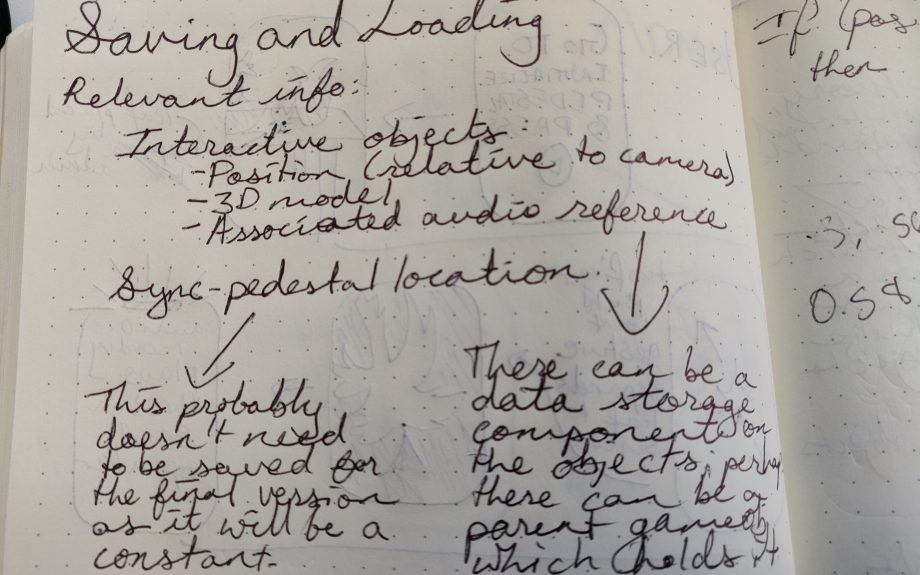 Saving and Loading
Relevant info:
Interactive objects:
- Position (relative to camera)
- 3D model
- Associated audio reference
Sync-pedestal location.
This probably
doesn't need
to be saved for
the final version
as it will be a
constant.
There can be a
data storage
component on
the objects, perhap
there can be a
parent gameobj
which holds it
If (pos
then
.3, 
0.58